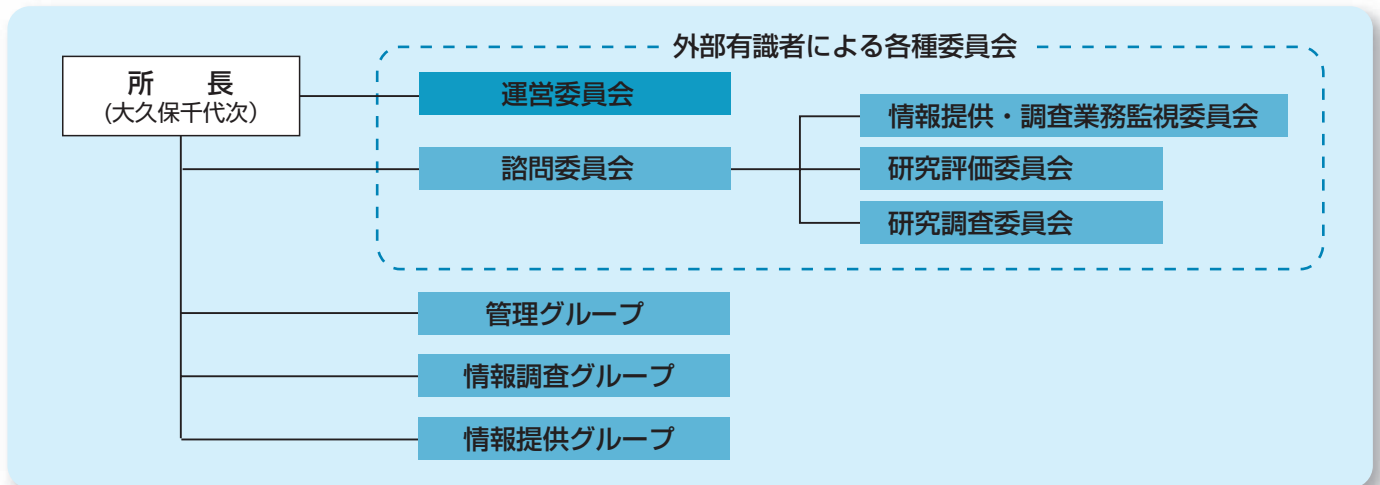 外部有識者による各種委員会
所　　長
(大久保千代次）
運営委員会
諮問委員会
情報提供・調査業務監視委員会
研究評価委員会
研究調査委員会
管理グループ
情報調査グループ
情報提供グループ